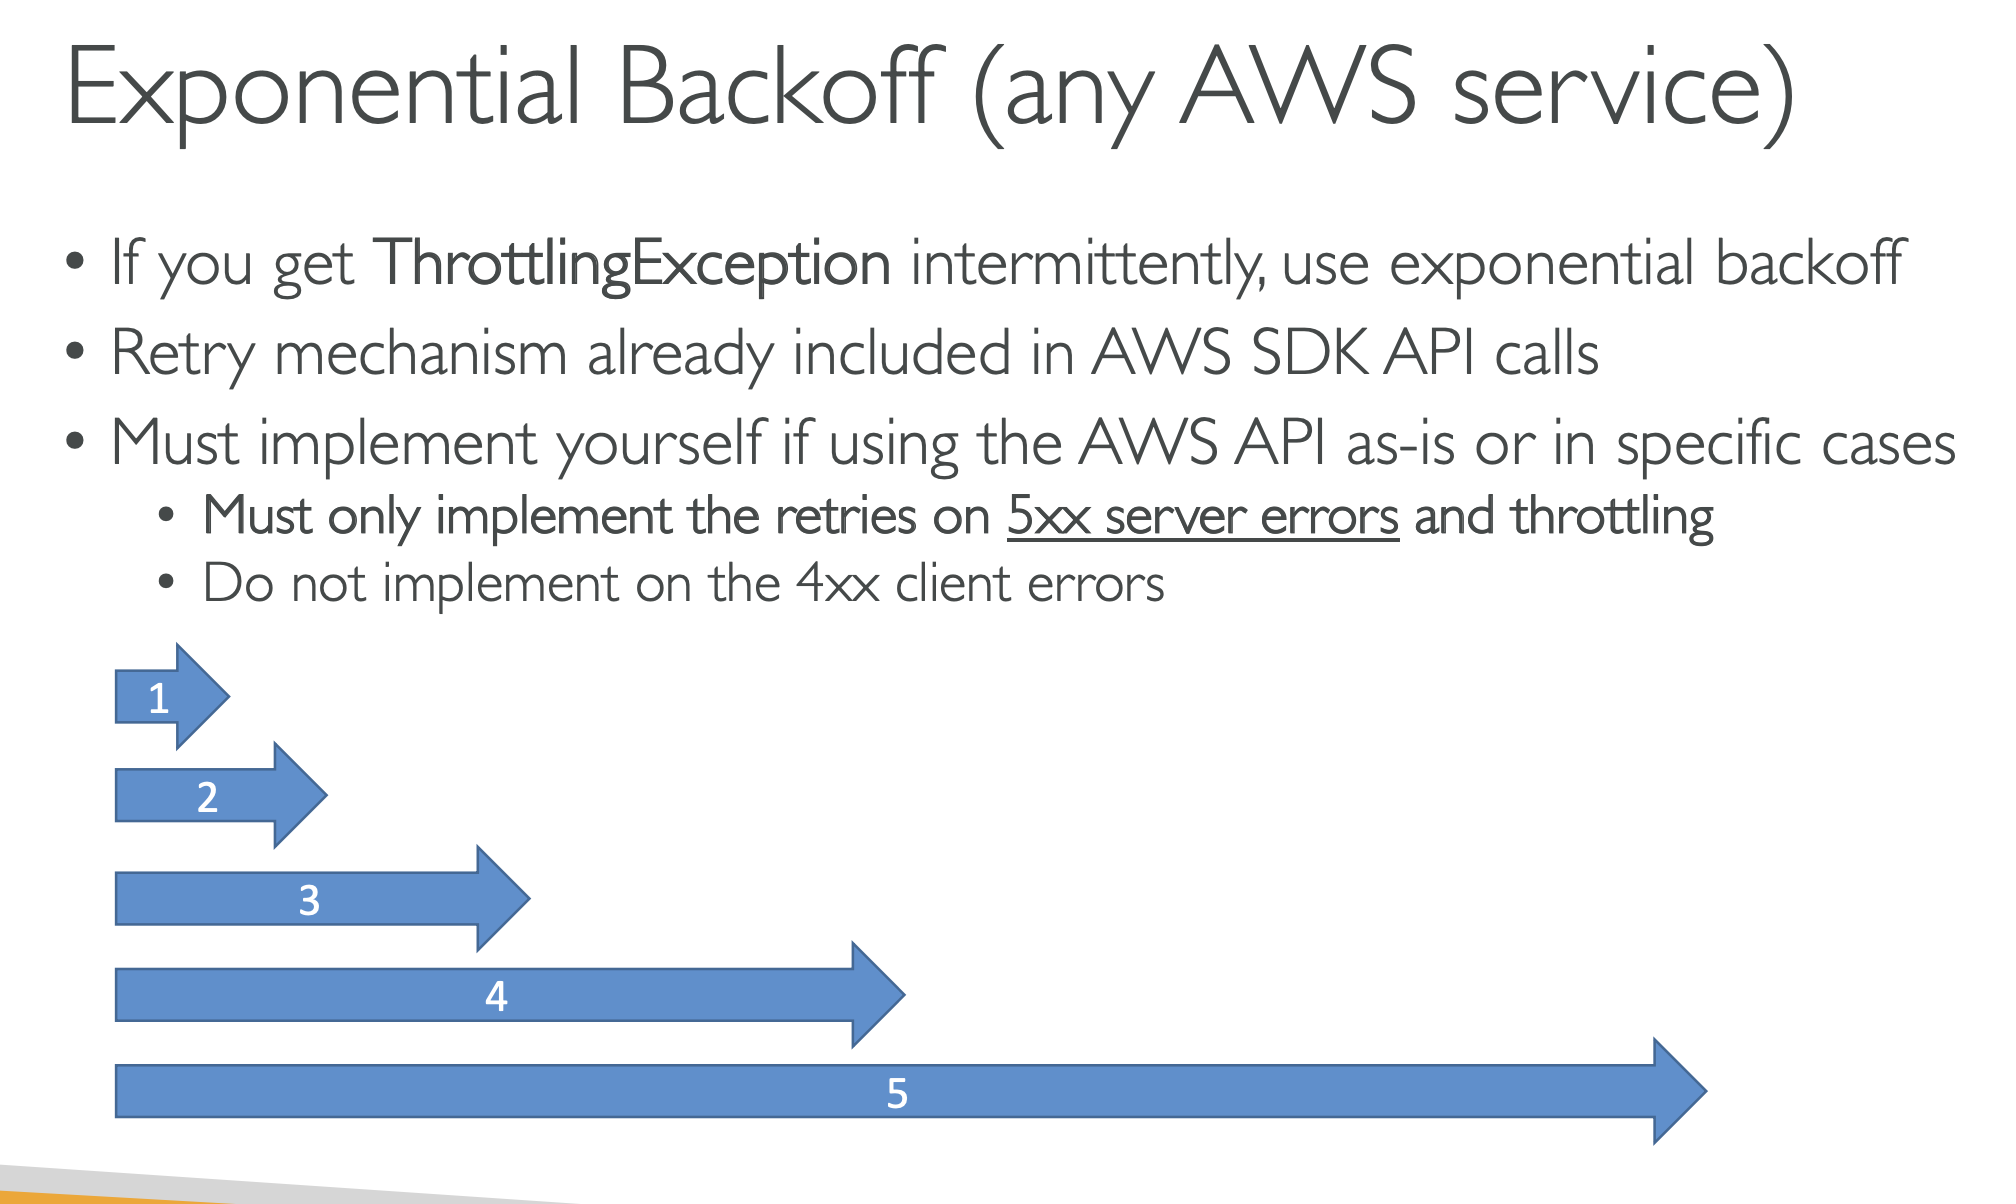 Exponential Backoff (any AWS service)
• If you get ThrottlingException intermittently, use exponential backoff
• Retry mechanism already included in AWS SDK API calls
• Must implement yourself if using the AWS API as-is or in specific cases
• Must only implement the retries on 5xx server errors and throttling
• Do not implement on the 4xx client errors
1
2
3
4
5